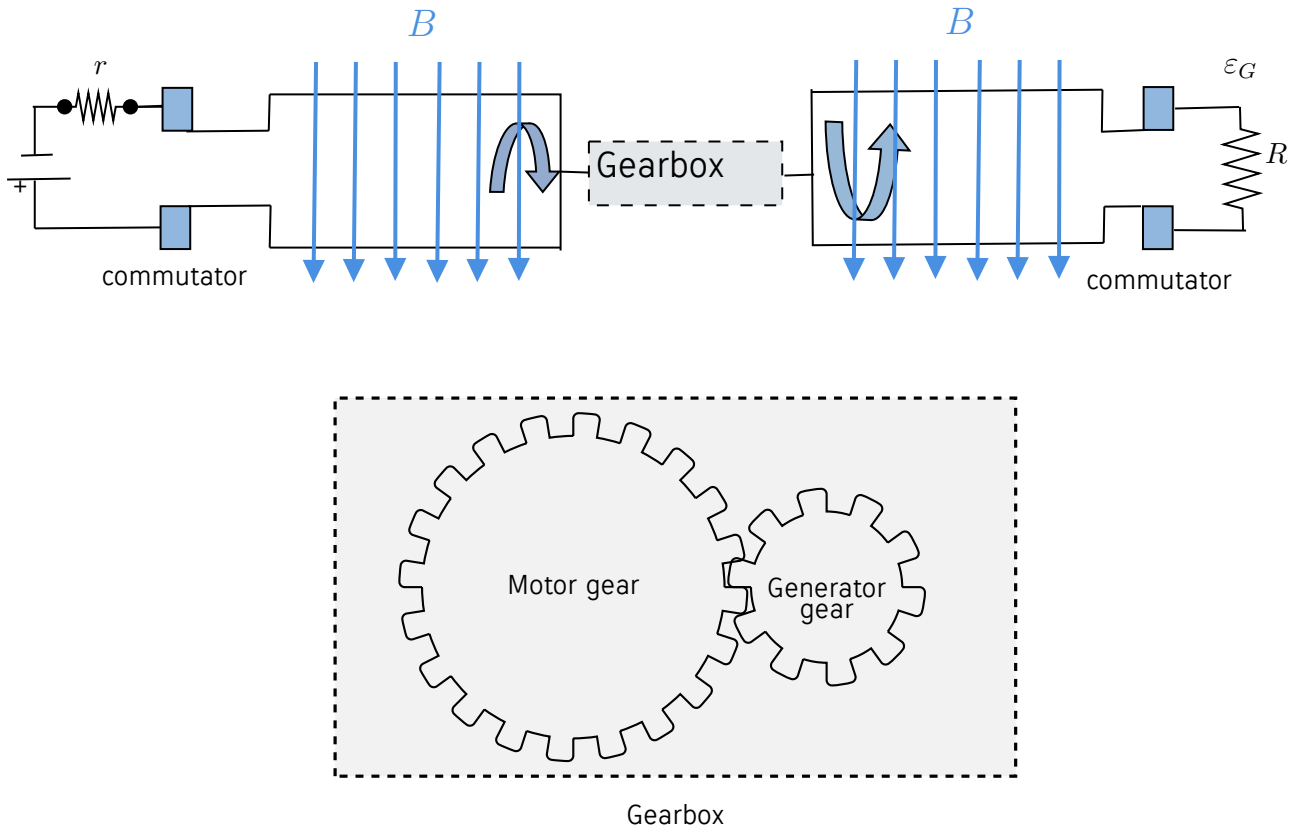 B
B
r
ε_G
+
R
Gearbox
commutator
commutator
Motor gear
Generator
gear
Gearbox